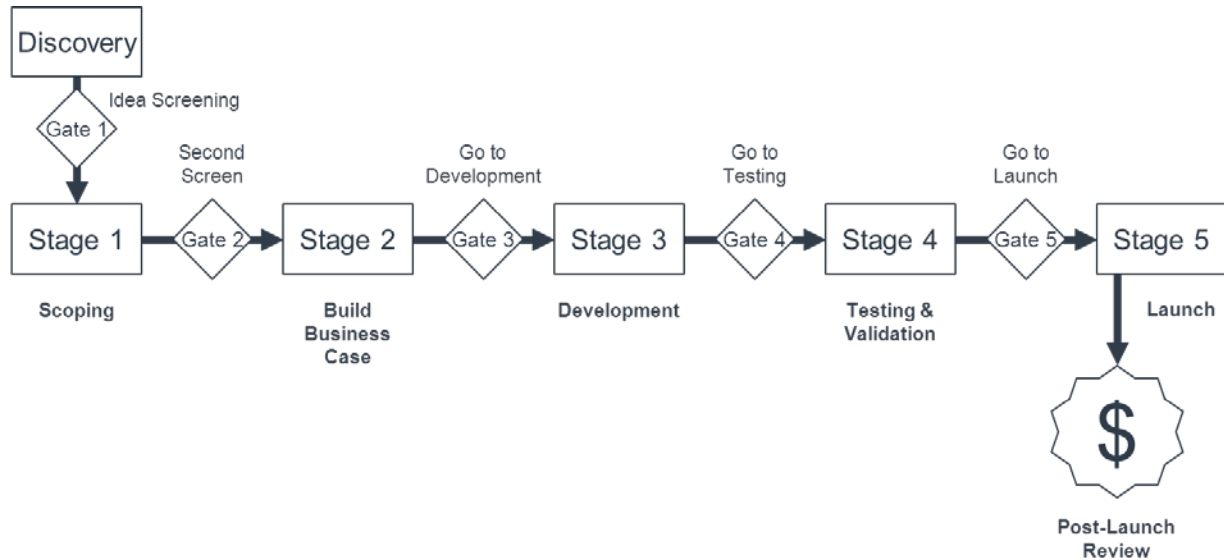 Discovery
Idea Screening
Gate 1
Second
Screen
Go to
Development
Go to
Testing
Go to
Launch
Stage 1
Gate 2
Stage 2
Gate 3
Stage 3
Gate 4
Stage 4
Gate 5
Stage 5
Scoping
Build
Business
Case
Development
Testing &
Validation
Launch
$
Post-Launch
Review